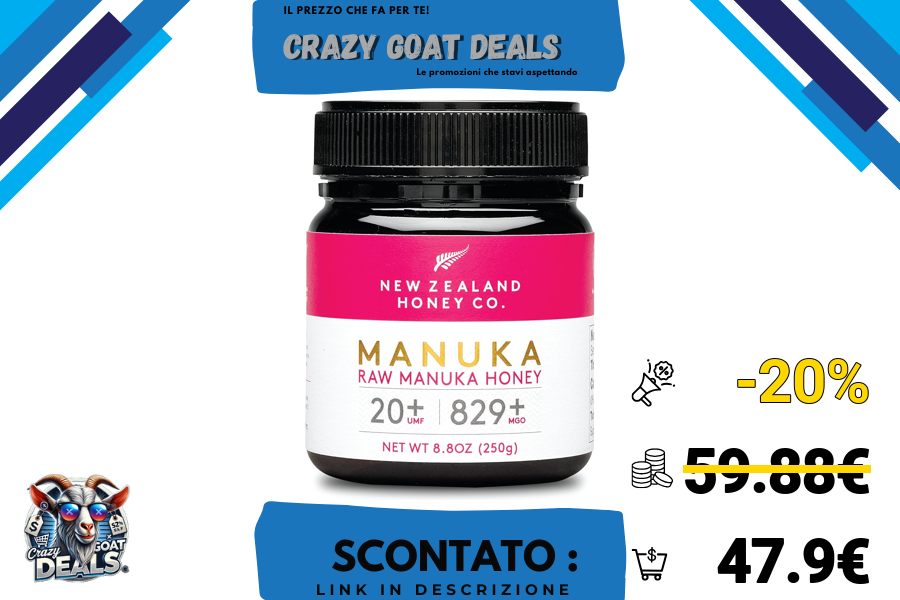 IL PREZZO CHE FA PER TE!
CRAZY GOAT DEALS
Le promozioni che stavi aspettando
NEW ZEALAND
HONEY CO.
MANUKA
RAW MANUKA HONEY
20+ UMF 829+ MGO
NET WT 8.8OZ (250g)
-20%
59.88€
47.9€
SCONTATO :
LINK IN DESCRIZIONE
Crazy GOAT
DEALS